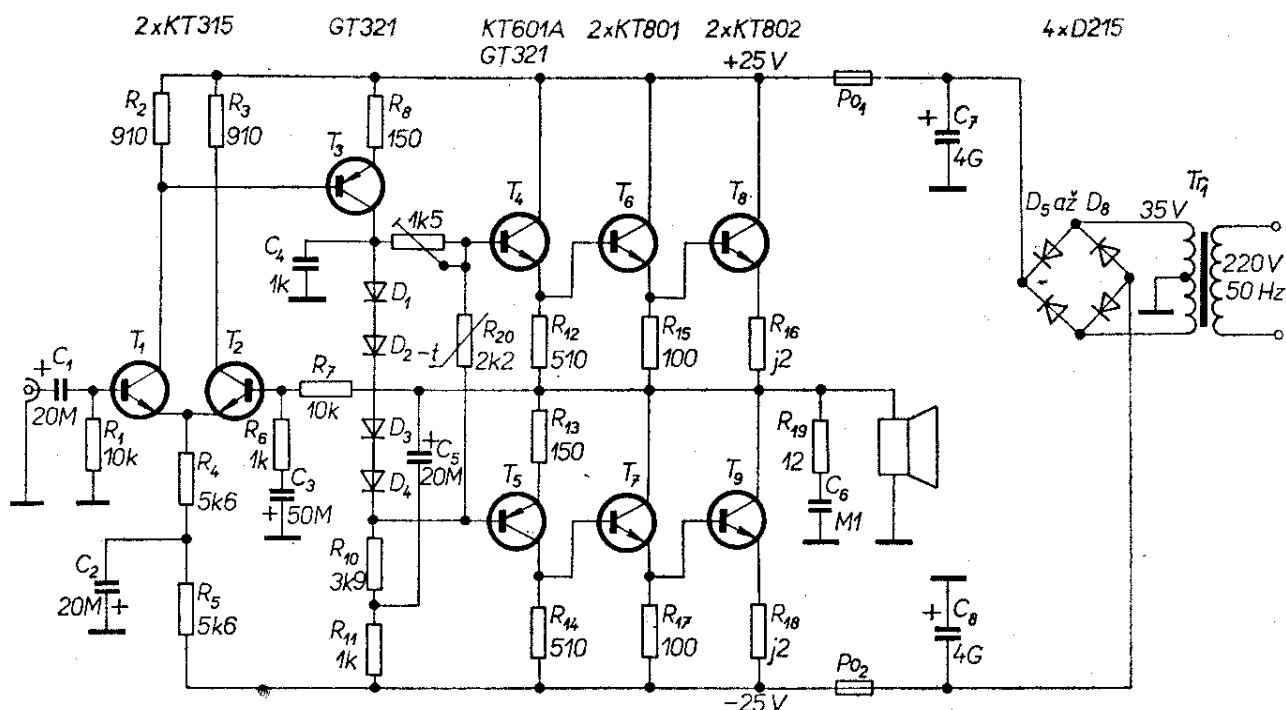 2xKT315 GT321 KT601A 2xKT801 2xKT802 4xD215
GT321 +25V
R2
910
R3
910
R8
150
Po1
+ C7
4G
T3
T4
T6
T8
Tr1
D5 až D8
35V
220V
50 Hz
1k5
C4
1k
D1
D2
-t
R20
2k2
R12
510
R15
100
R16
j2
+ C1
20M
T1
T2
R7
10k
R1
10k
R6
1k
C3
+ 50M
D3
D4
+ C5
20M
R13
150
R19
12
C6
M1
R4
5k6
T5
T7
T9
C2
20M +
R5
5k6
R10
3k9
R11
1k
R14
510
R17
100
R18
j2
+ C8
4G
Po2
-25V